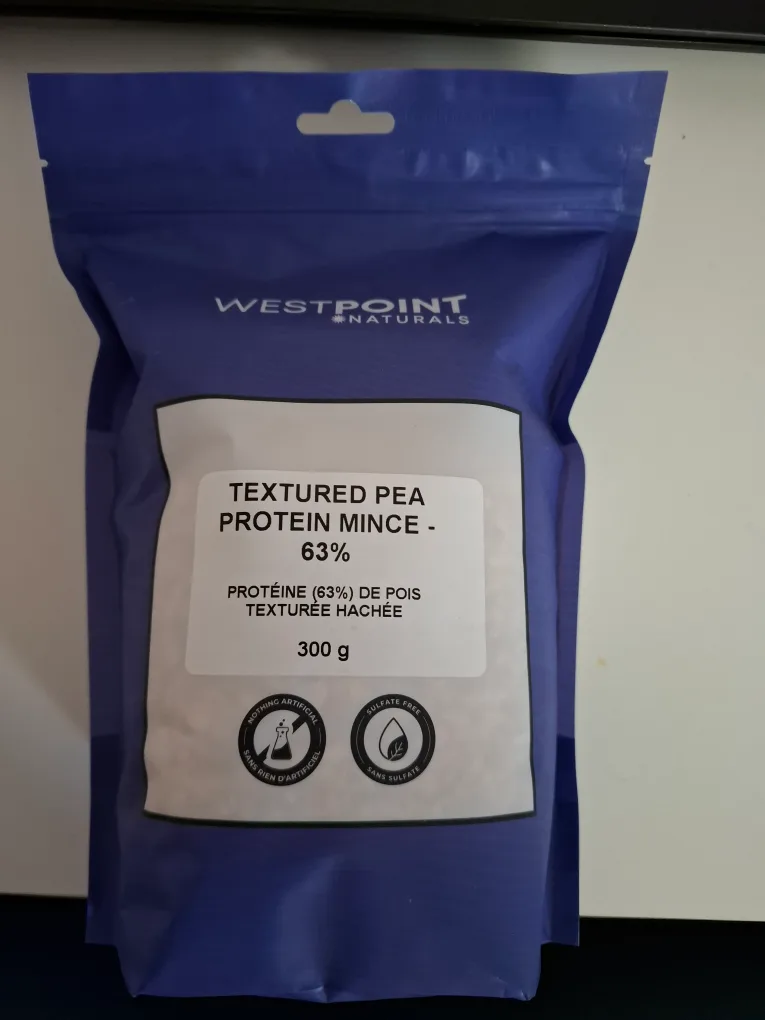 WESTPOINT
NATURALS
TEXTURED PEA
PROTEIN MINCE -
63%
PROTÉINE (63%) DE POIS
TEXTURÉE HACHÉE
300 g
NOTHING ARTIFICIAL
SANS RIEN D'ARTIFICIEL
SULFATE FREE
SANS SULFATE